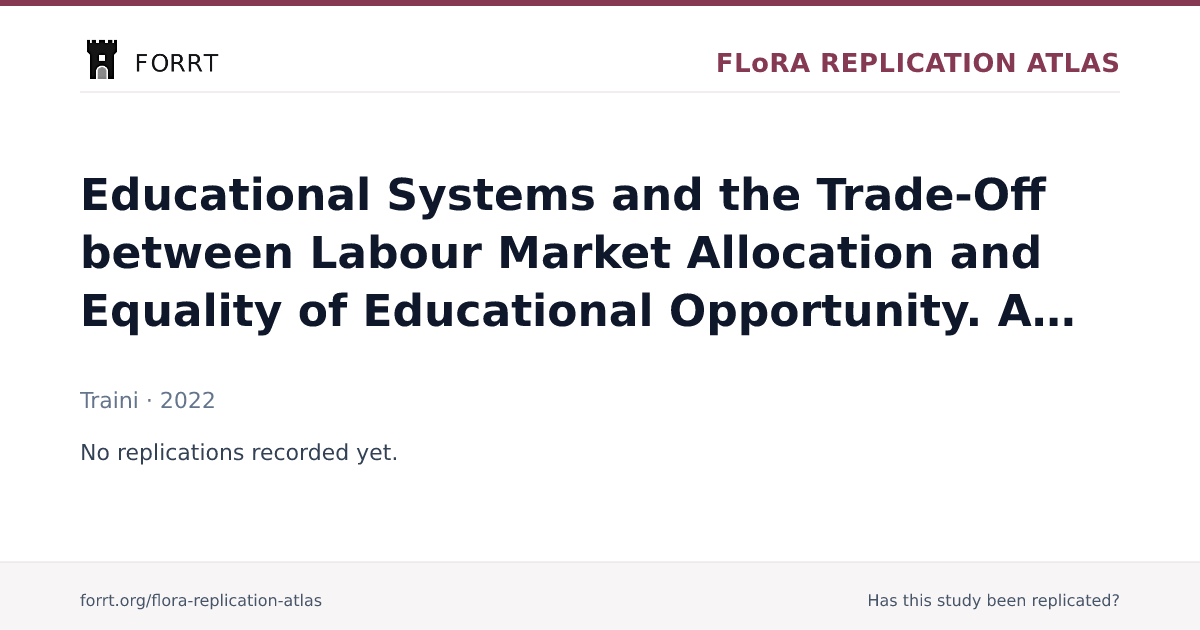 FORRT
FLoRA REPLICATION ATLAS
Educational Systems and the Trade-Off
between Labour Market Allocation and
Equality of Educational Opportunity. A…
Traini · 2022
No replications recorded yet.
forrt.org/flora-replication-atlas
Has this study been replicated?